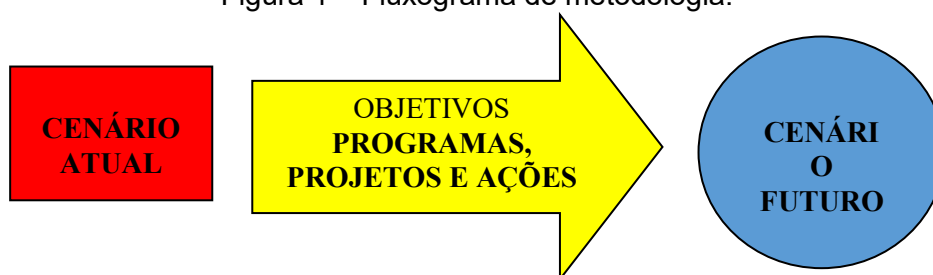 CENÁRIO
ATUAL
OBJETIVOS
PROGRAMAS,
PROJETOS E AÇÕES
CENÁRI
O
FUTURO